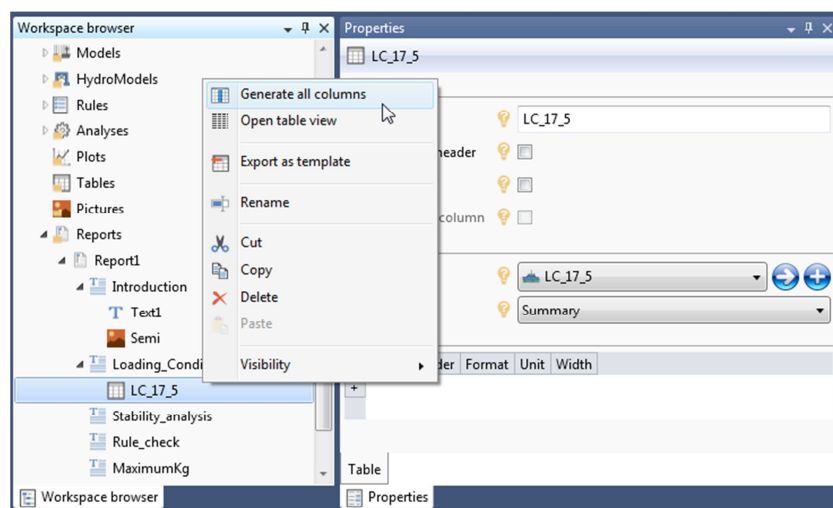 Workspace browser
Models
HydroModels
Rules
Analyses
Plots
Tables
Pictures
Reports
Report1
Introduction
Text1
Semi
Loading_Condi
LC_17_5
Stability_analysis
Rule_check
MaximumKg
Workspace browser
Generate all columns
Open table view
Export as template
Rename
Cut
Copy
Delete
Paste
Visibility
Properties
LC_17_5
LC_17_5
header
column
LC_17_5
Summary
der Format Unit Width
+
Table
Properties